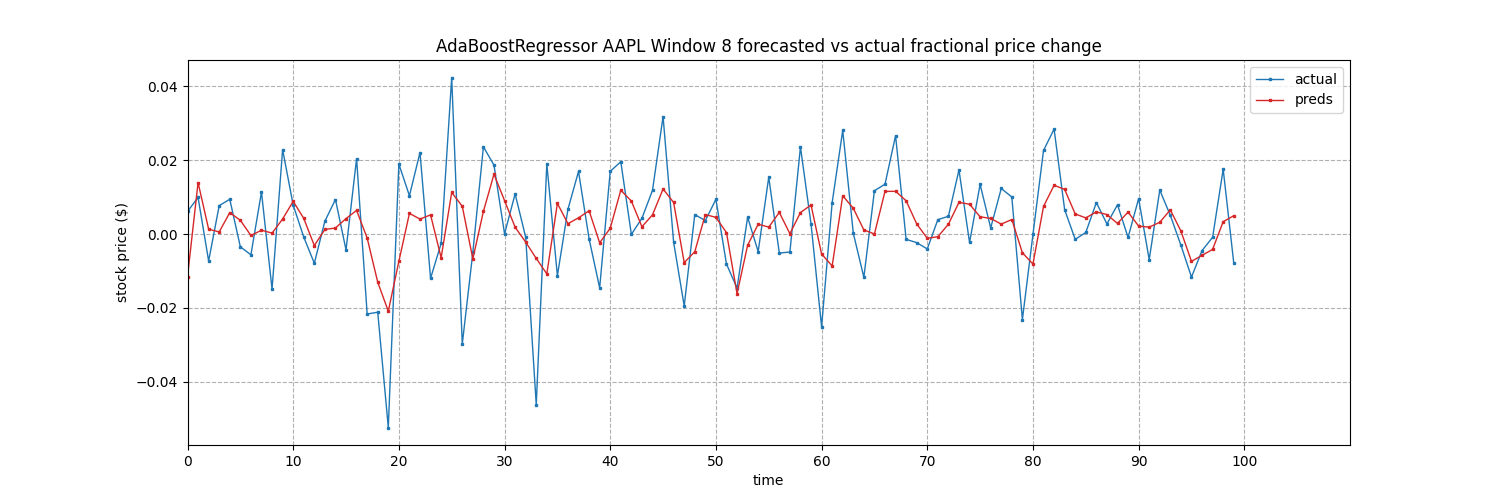 AdaBoostRegressor AAPL Window 8 forecasted vs actual fractional price change
actual
preds
stock price ($)
0.04
0.02
0.00
−0.02
−0.04
0 10 20 30 40 50 60 70 80 90 100
time